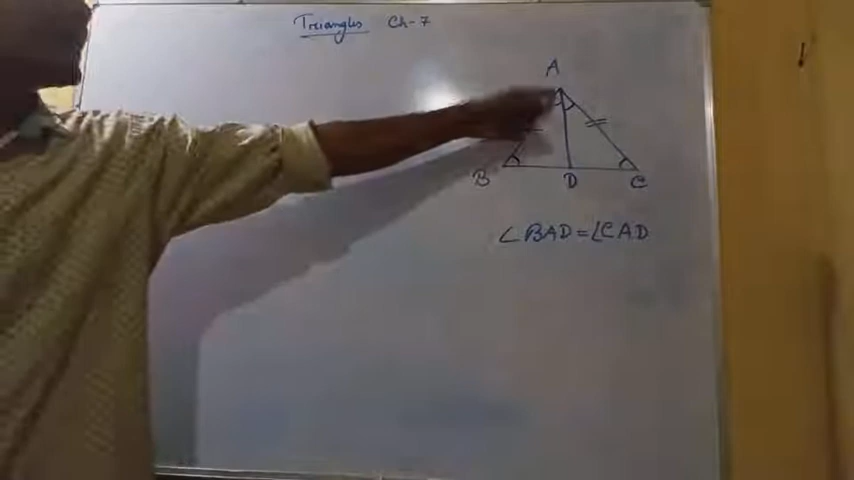 Triangles Ch-7
A
B D C
∠BAD = ∠CAD